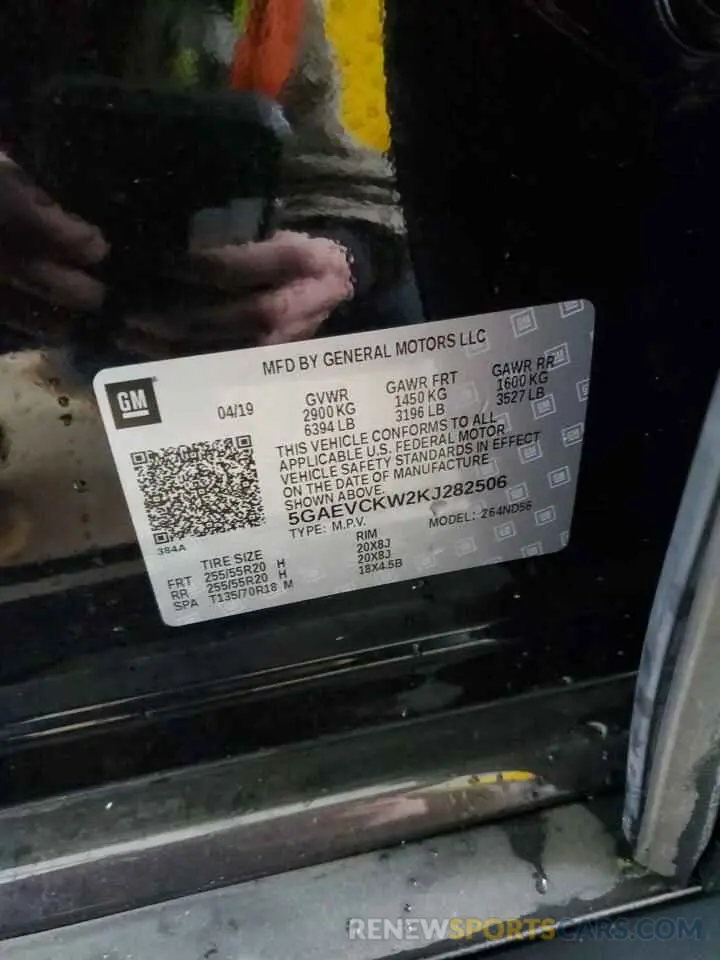 MFD BY GENERAL MOTORS LLC
GM
04/19
GVWR
2900 KG
6394 LB
GAWR FRT
1450 KG
3196 LB
GAWR RR
1600 KG
3527 LB
THIS VEHICLE CONFORMS TO ALL
APPLICABLE U.S. FEDERAL MOTOR
VEHICLE SAFETY STANDARDS IN EFFECT
ON THE DATE OF MANUFACTURE
SHOWN ABOVE.
5GAEVCKW2KJ282506
TYPE: M.P.V. MODEL: 264ND56
384A
TIRE SIZE RIM
FRT 255/55R20 H 20X8J
RR 255/55R20 H 20X8J
SPA T135/70R18 M 18X4.5B
RENEWSPORTSCARS.COM